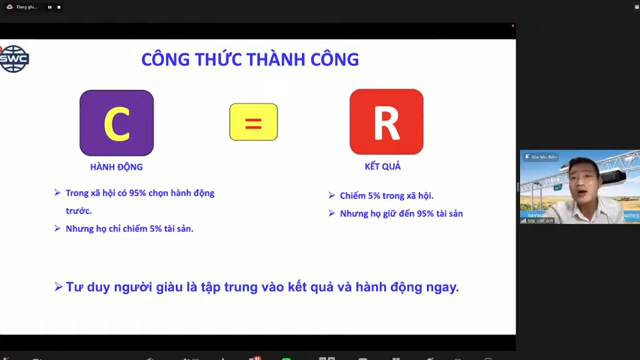 SWC
CÔNG THỨC THÀNH CÔNG
C
=
R
HÀNH ĐỘNG
KẾT QUẢ
Trong xã hội có 95% chọn hành động
trước.
Nhưng họ chỉ chiếm 5% tài sản.
Chiếm 5% trong xã hội.
Nhưng họ giữ đến 95% tài sản
Tư duy người giàu là tập trung vào kết quả và hành động ngay.